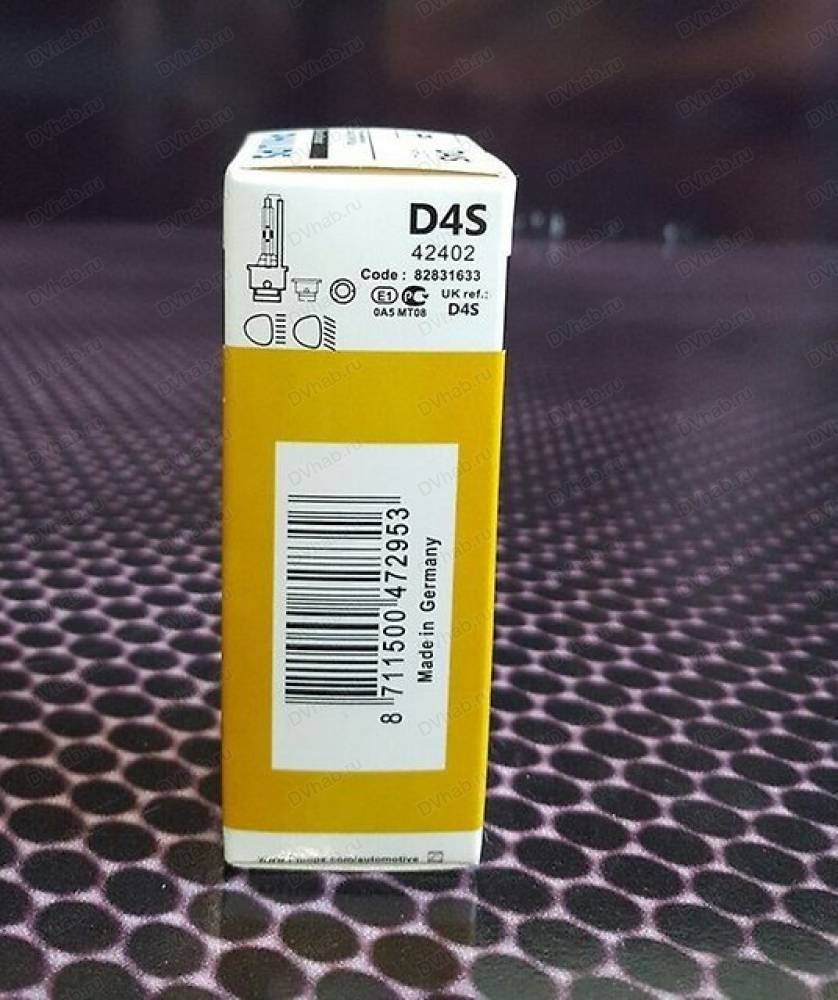 D4S
42402
Code : 82831633
E1
UK ref.:
0A5 MT08
D4S
8 711500 472953
Made in Germany
DVhab.ru